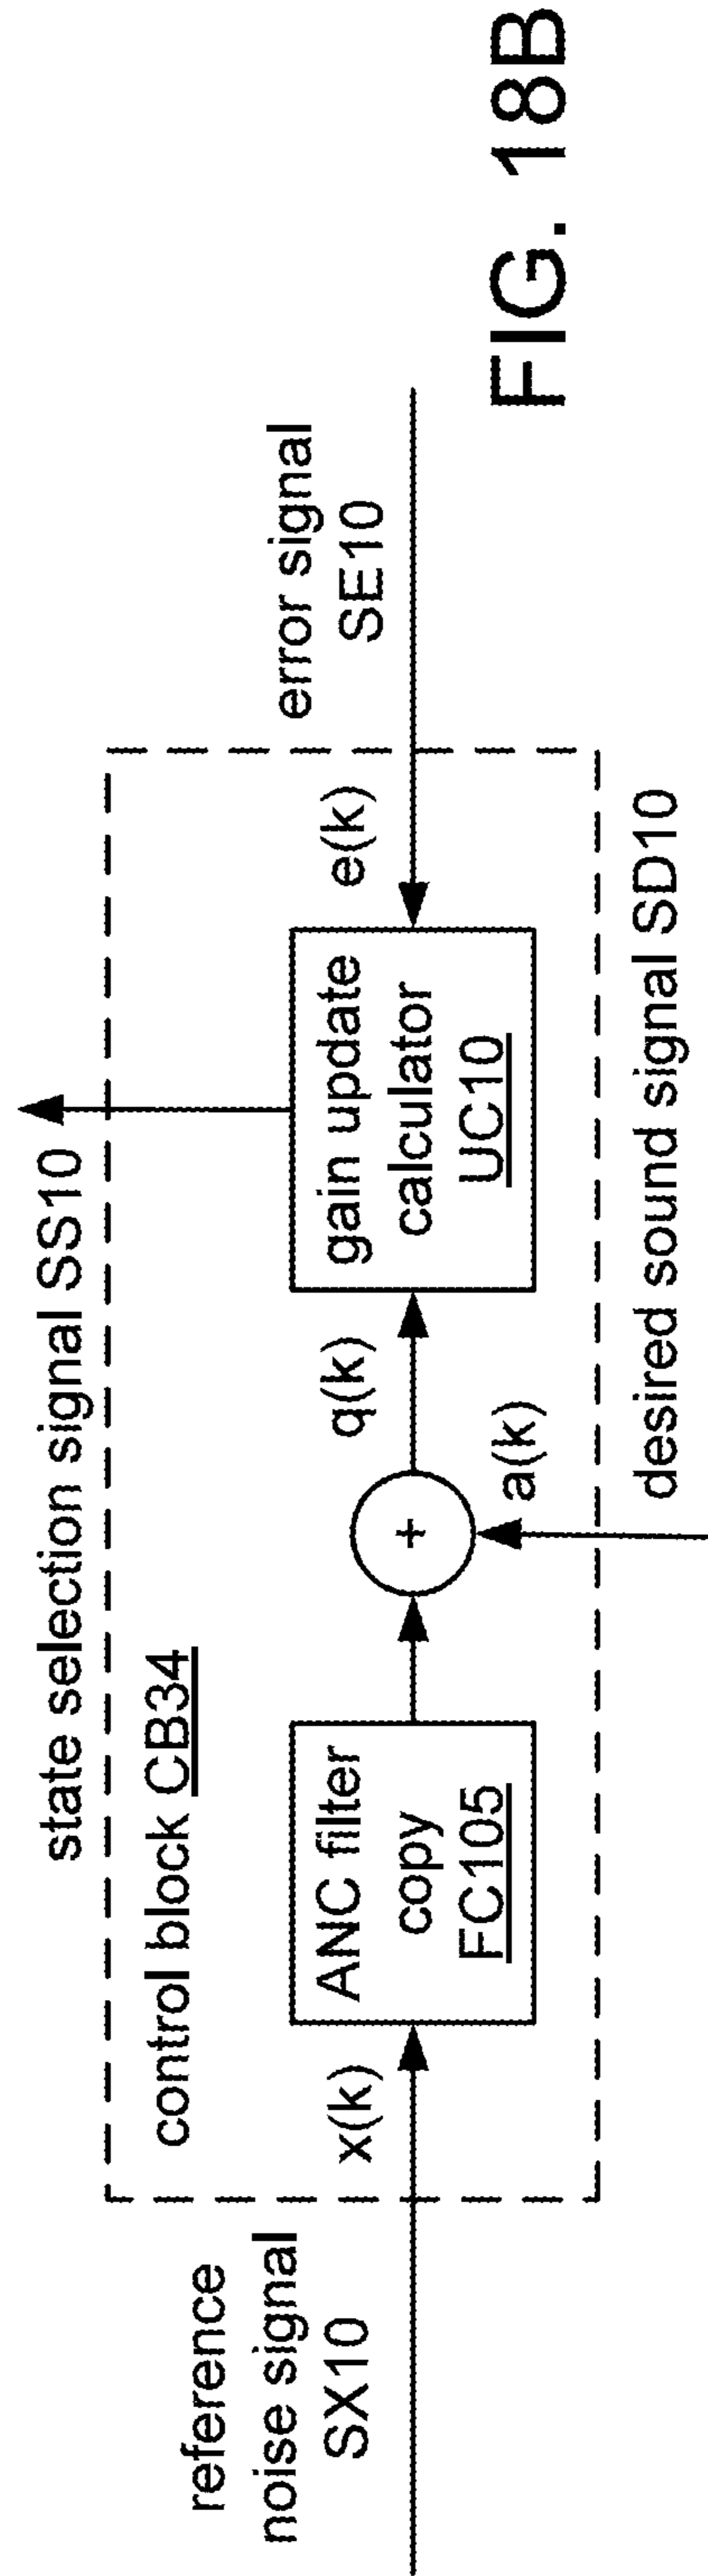 state selection signal SS10
control block CB34
reference
noise signal
SX10
x(k)
ANC filter
copy
FC105
+
q(k)
a(k)
gain update
calculator
UC10
e(k)
error signal
SE10
desired sound signal SD10
FIG. 18B